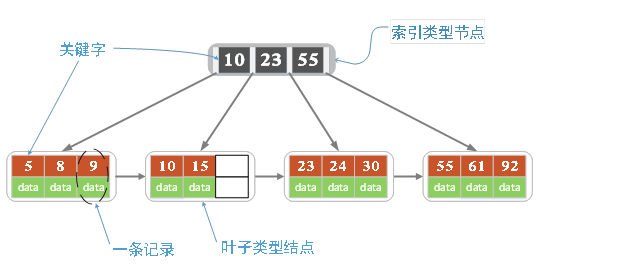 关键字
索引类型节点
10 23 55
5 8 9
data data data
10 15
data data
23 24 30
data data data
55 61 92
data data data
一条记录
叶子类型结点